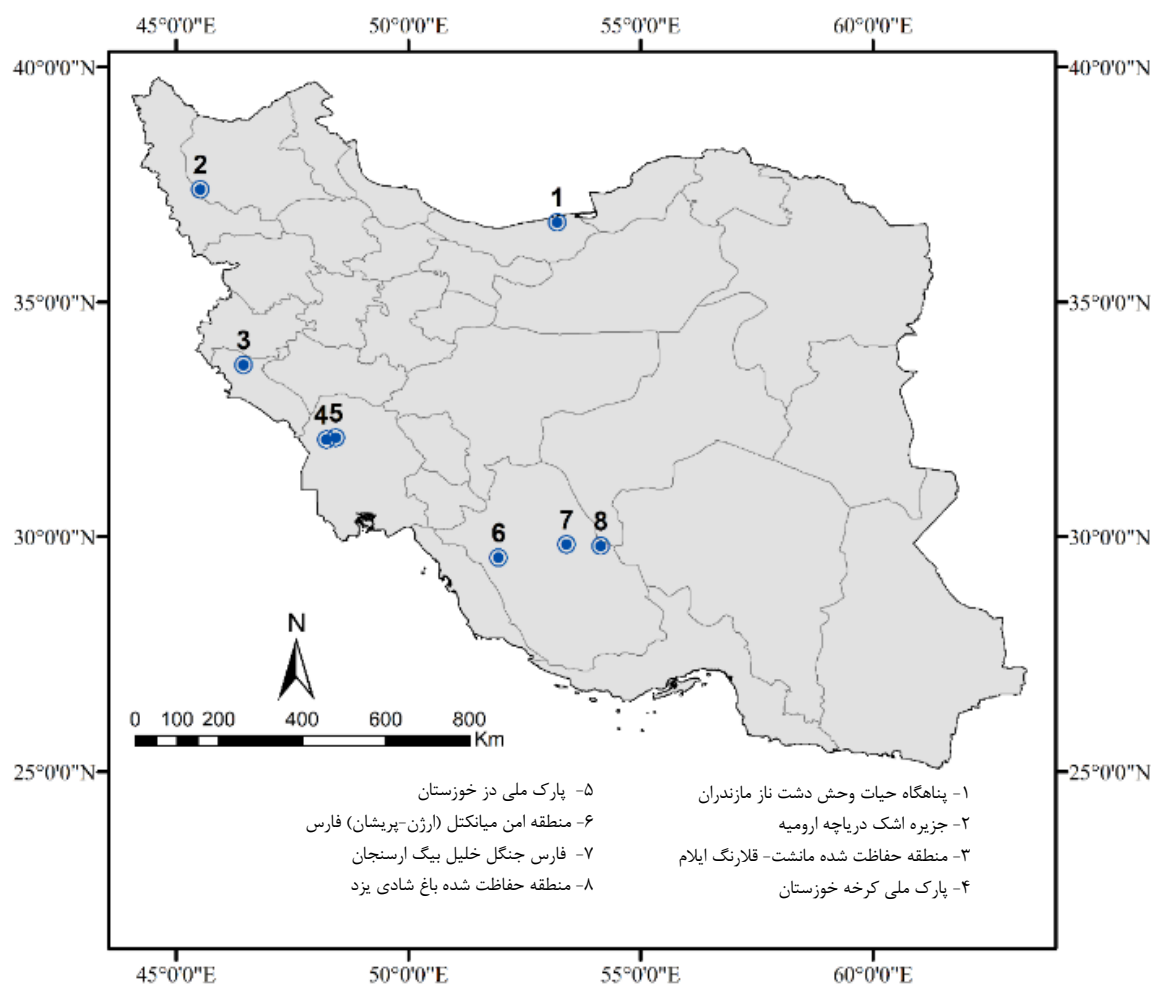 45°0'0"E 50°0'0"E 55°0'0"E 60°0'0"E
40°0'0"N 40°0'0"N
2
1
35°0'0"N 35°0'0"N
3
4 5
30°0'0"N 30°0'0"N
6 7 8
N
0 100 200 400 600 800
Km
25°0'0"N 25°0'0"N
۱- پناهگاه حیات وحش دشت ناز مازندران
۲- جزیره اشک دریاچه ارومیه
۳- منطقه حفاظت شده مانشت- قلارنگ ایلام
۴- پارک ملی کرخه خوزستان
۵- پارک ملی دز خوزستان
۶- منطقه امن میانکتل (ارژن-پریشان) فارس
۷- فارس جنگل خلیل بیگ ارسنجان
۸- منطقه حفاظت شده باغ شادی یزد
45°0'0"E 50°0'0"E 55°0'0"E 60°0'0"E